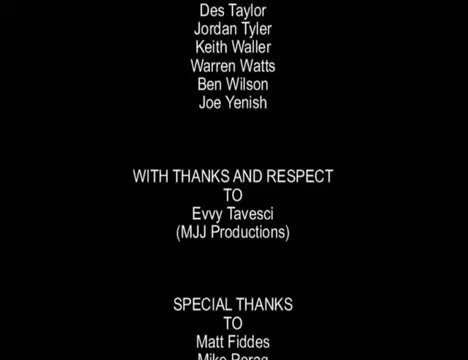 Des Taylor
Jordan Tyler
Keith Waller
Warren Watts
Ben Wilson
Joe Yenish
WITH THANKS AND RESPECT
TO
Evvy Tavesci
(MJJ Productions)
SPECIAL THANKS
TO
Matt Fiddes
Mike